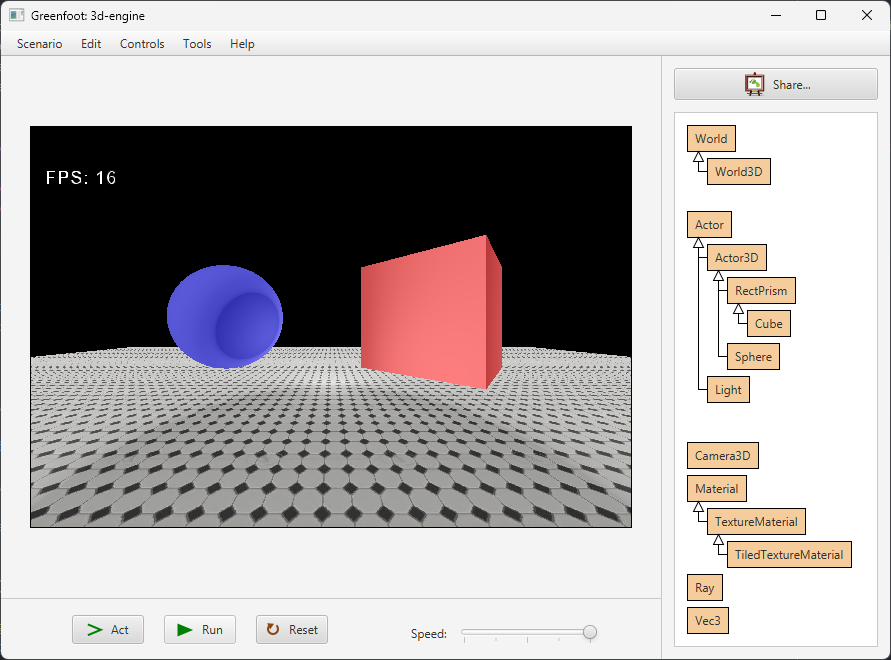 Greenfoot: 3d-engine
Scenario Edit Controls Tools Help
Share...
FPS: 16
World
World3D
Actor
Actor3D
RectPrism
Cube
Sphere
Light
Camera3D
Material
TextureMaterial
TiledTextureMaterial
Ray
Vec3
Act Run Reset Speed: